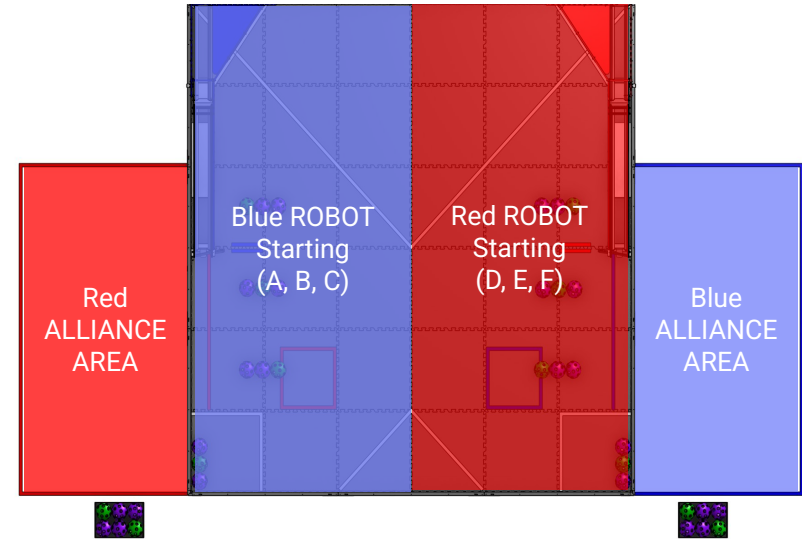 Blue ROBOT
Starting
(A, B, C)
Red ROBOT
Starting
(D, E, F)
Red
ALLIANCE
AREA
Blue
ALLIANCE
AREA